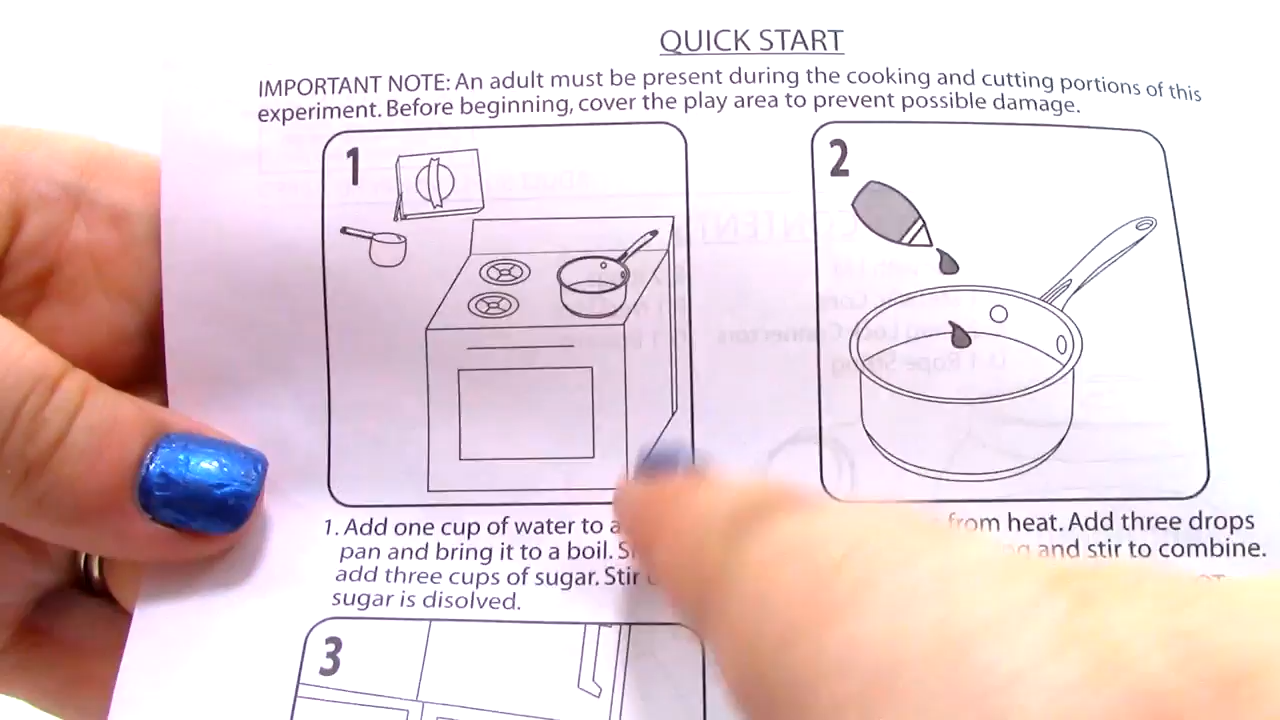 QUICK START
IMPORTANT NOTE: An adult must be present during the cooking and cutting portions of this
experiment. Before beginning, cover the play area to prevent possible damage.
1
2
1. Add one cup of water to a
pan and bring it to a boil.
add three cups of sugar. Stir
sugar is disolved.
from heat. Add three drops
and stir to combine.
3